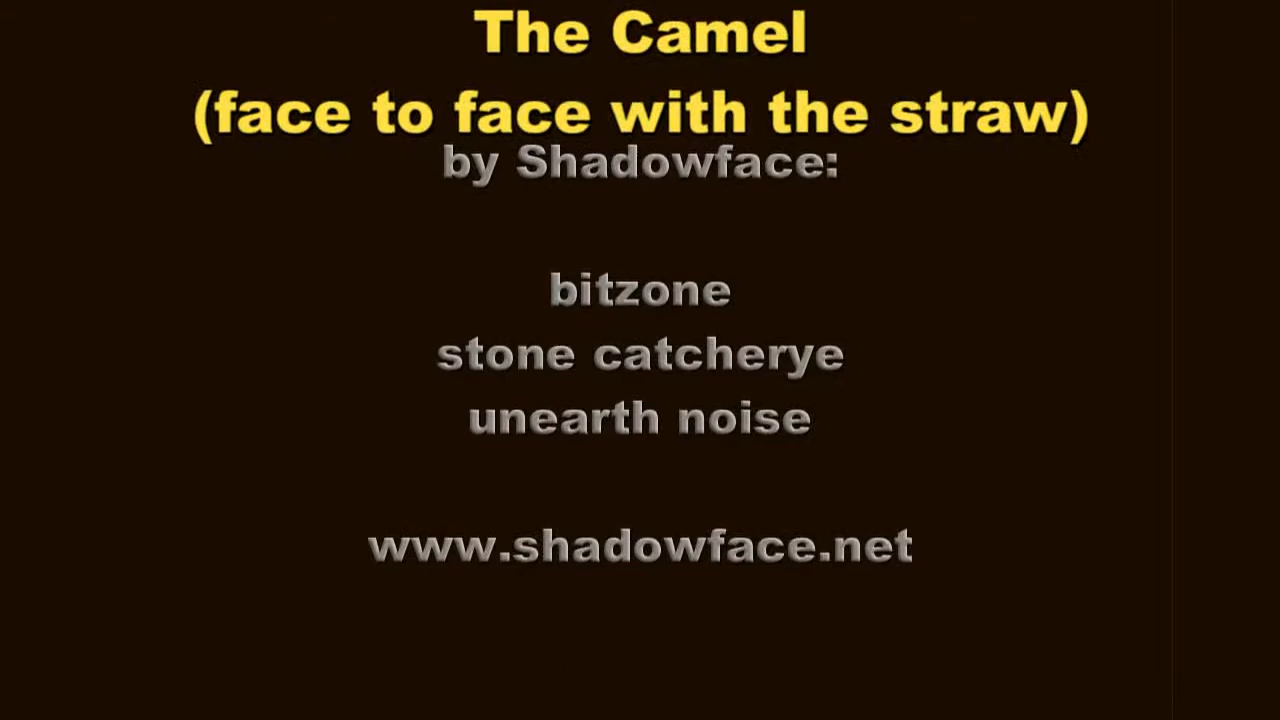 The Camel
(face to face with the straw)
by Shadowface:
bitzone
stone catcherye
unearth noise
www.shadowface.net